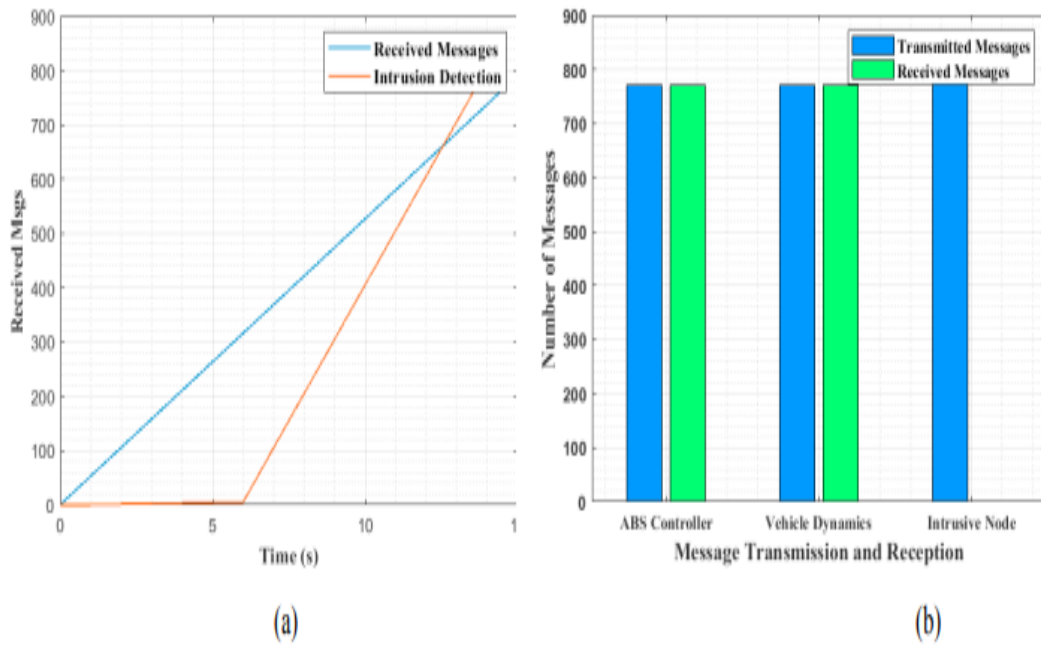 900
800
700
600
500
400
300
200
100
0
Received Msgs
Received Messages
Intrusion Detection
0
5
10
1
Time (s)
(a)
900
800
700
600
500
400
300
200
100
0
Number of Messages
Transmitted Messages
Received Messages
ABS Controller
Vehicle Dynamics
Intrusive Node
Message Transmission and Reception
(b)